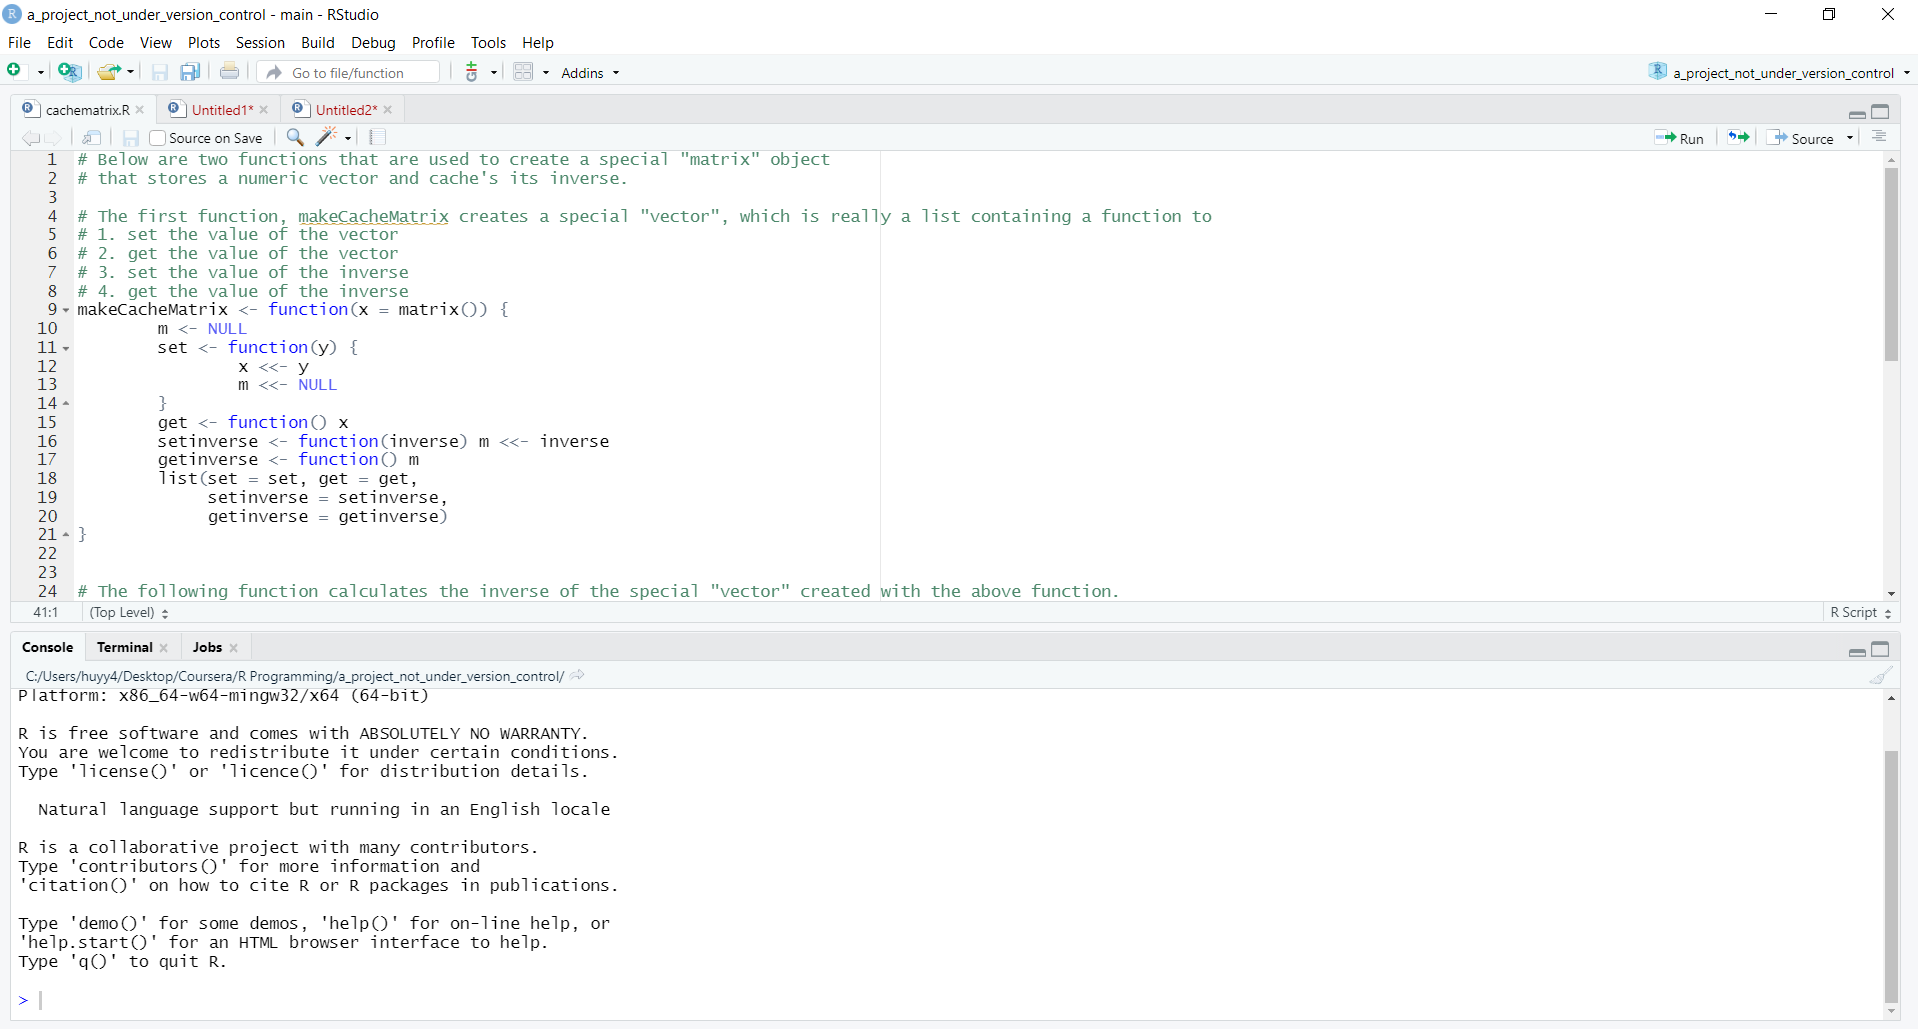 a_project_not_under_version_control - main - RStudio
File Edit Code View Plots Session Build Debug Profile Tools Help
Go to file/function Addins a_project_not_under_version_control
cachematrix.R Untitled1* Untitled2*
Source on Save Run Source
1 # Below are two functions that are used to create a special "matrix" object
2 # that stores a numeric vector and cache's its inverse.
3
4 # The first function, makeCacheMatrix creates a special "vector", which is really a list containing a function to
5 # 1. set the value of the vector
6 # 2. get the value of the vector
7 # 3. set the value of the inverse
8 # 4. get the value of the inverse
9 makeCacheMatrix <- function(x = matrix()) {
10 m <- NULL
11 set <- function(y) {
12 x <<- y
13 m <<- NULL
14 }
15 get <- function() x
16 setinverse <- function(inverse) m <<- inverse
17 getinverse <- function() m
18 list(set = set, get = get,
19 setinverse = setinverse,
20 getinverse = getinverse)
21 }
22
23
24 # The following function calculates the inverse of the special "vector" created with the above function.
41:1 (Top Level) R Script
Console Terminal Jobs
C:/Users/huyy4/Desktop/Coursera/R Programming/a_project_not_under_version_control/
Platform: x86_64-w64-mingw32/x64 (64-bit)
R is free software and comes with ABSOLUTELY NO WARRANTY.
You are welcome to redistribute it under certain conditions.
Type 'license()' or 'licence()' for distribution details.
Natural language support but running in an English locale
R is a collaborative project with many contributors.
Type 'contributors()' for more information and
'citation()' on how to cite R or R packages in publications.
Type 'demo()' for some demos, 'help()' for on-line help, or
'help.start()' for an HTML browser interface to help.
Type 'q()' to quit R.
>